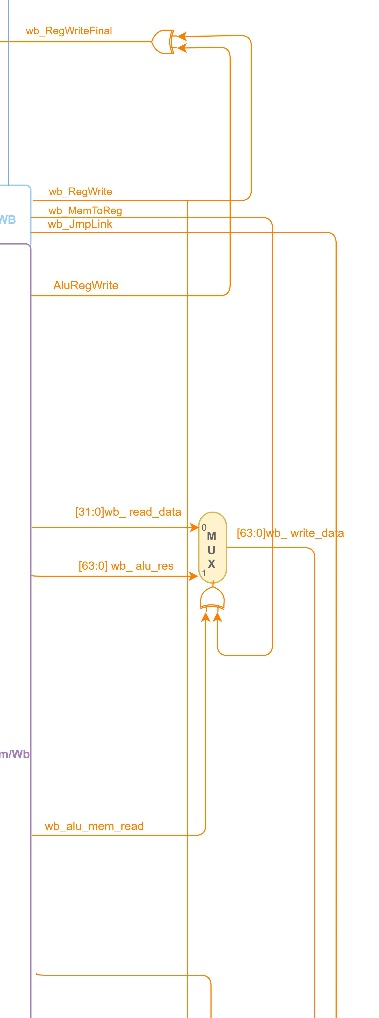 wb_RegWriteFinal
wb_RegWrite
wb_MemToReg
WB
wb_JmpLink
AluRegWrite
[31:0]wb_ read_data
0
[63:0]wb_ write_data
M
U
X
[63:0] wb_ alu_res
1
m/Wb
wb_alu_mem_read